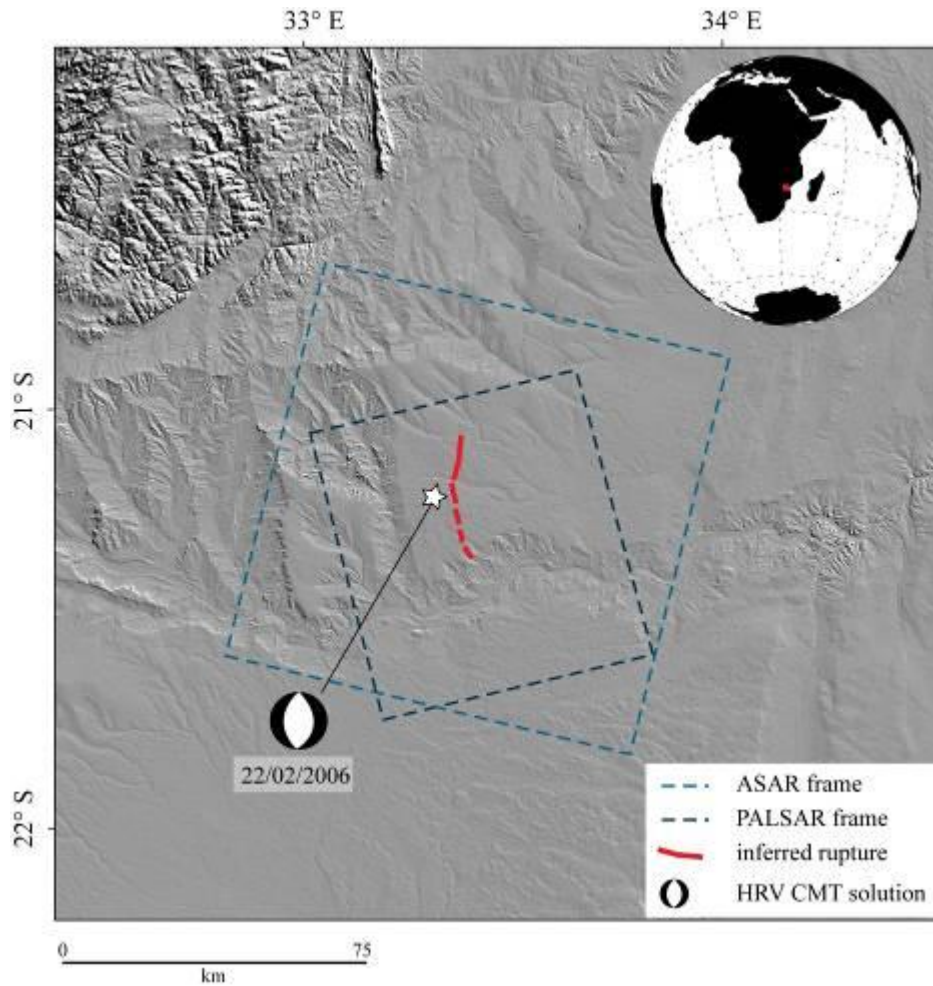 33° E
34° E
21° S
22° S
22/02/2006
ASAR frame
PALSAR frame
inferred rupture
HRV CMT solution
0
75
km